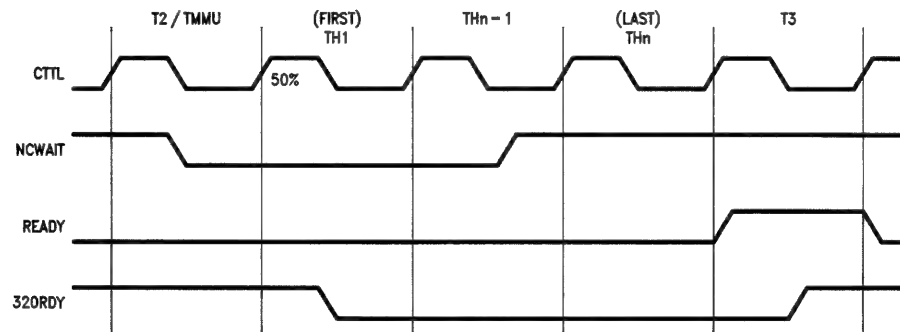 T2 / TMMU
(FIRST)
TH1
THn – 1
(LAST)
THn
T3
CTTL
50%
NCWAIT
READY
320RDY